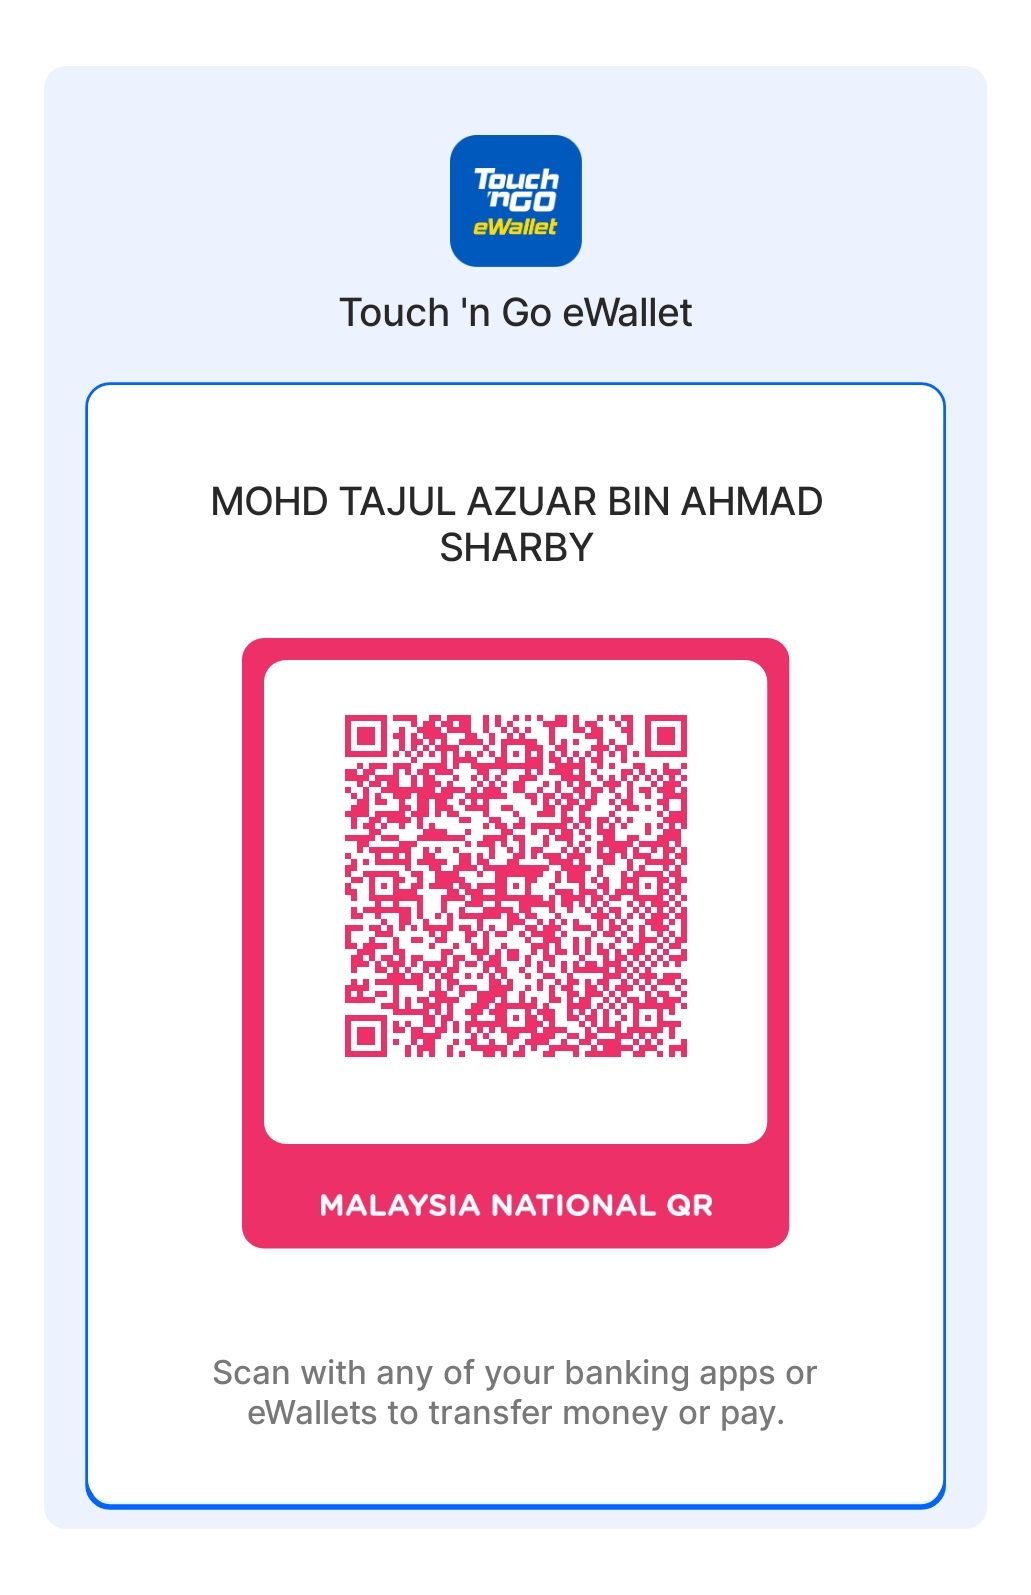 Touch
'nGO
eWallet
Touch 'n Go eWallet
MOHD TAJUL AZUAR BIN AHMAD
SHARBY
MALAYSIA NATIONAL QR
Scan with any of your banking apps or
eWallets to transfer money or pay.